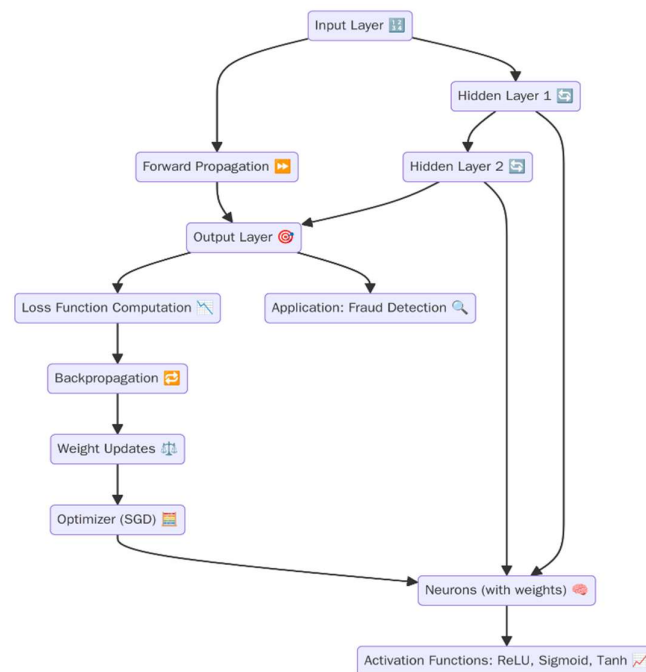 Input Layer 🔢
Hidden Layer 1 🔄
Forward Propagation ⏩
Hidden Layer 2 🔄
Output Layer 🎯
Loss Function Computation 📉
Application: Fraud Detection 🔍
Backpropagation 🔁
Weight Updates ⚖️
Optimizer (SGD) 🧮
Neurons (with weights) 🧠
Activation Functions: ReLU, Sigmoid, Tanh 📈